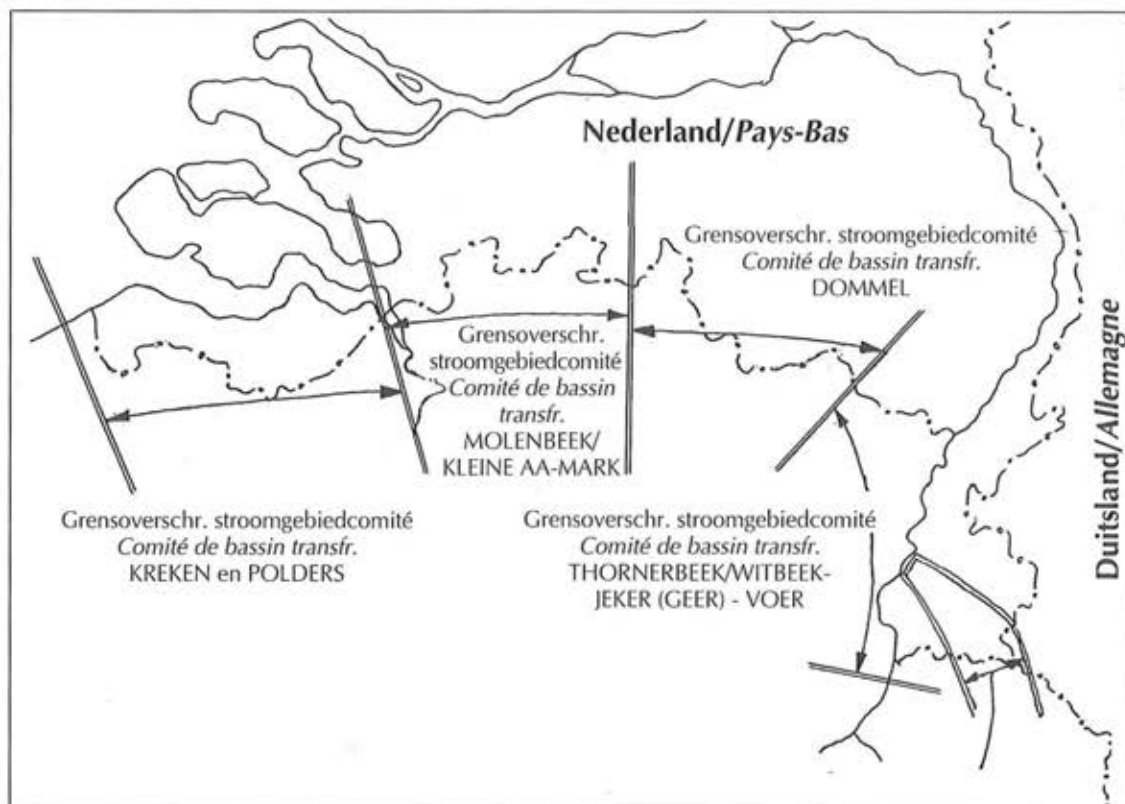 Nederland/Pays-Bas
Grensoverschr. stroomgebiedcomité
Comité de bassin transfr.
DOMMEL
Grensoverschr.
stroomgebiedcomité
Comité de bassin
transfr.
MOLENBEEK/
KLEINE AA-MARK
Grensoverschr. stroomgebiedcomité
Comité de bassin transfr.
KREKEN en POLDERS
Grensoverschr. stroomgebiedcomité
Comité de bassin transfr.
THORNERBEEK/WITBEEK-
JEKER (GEER) - VOER
Duitsland/Allemagne